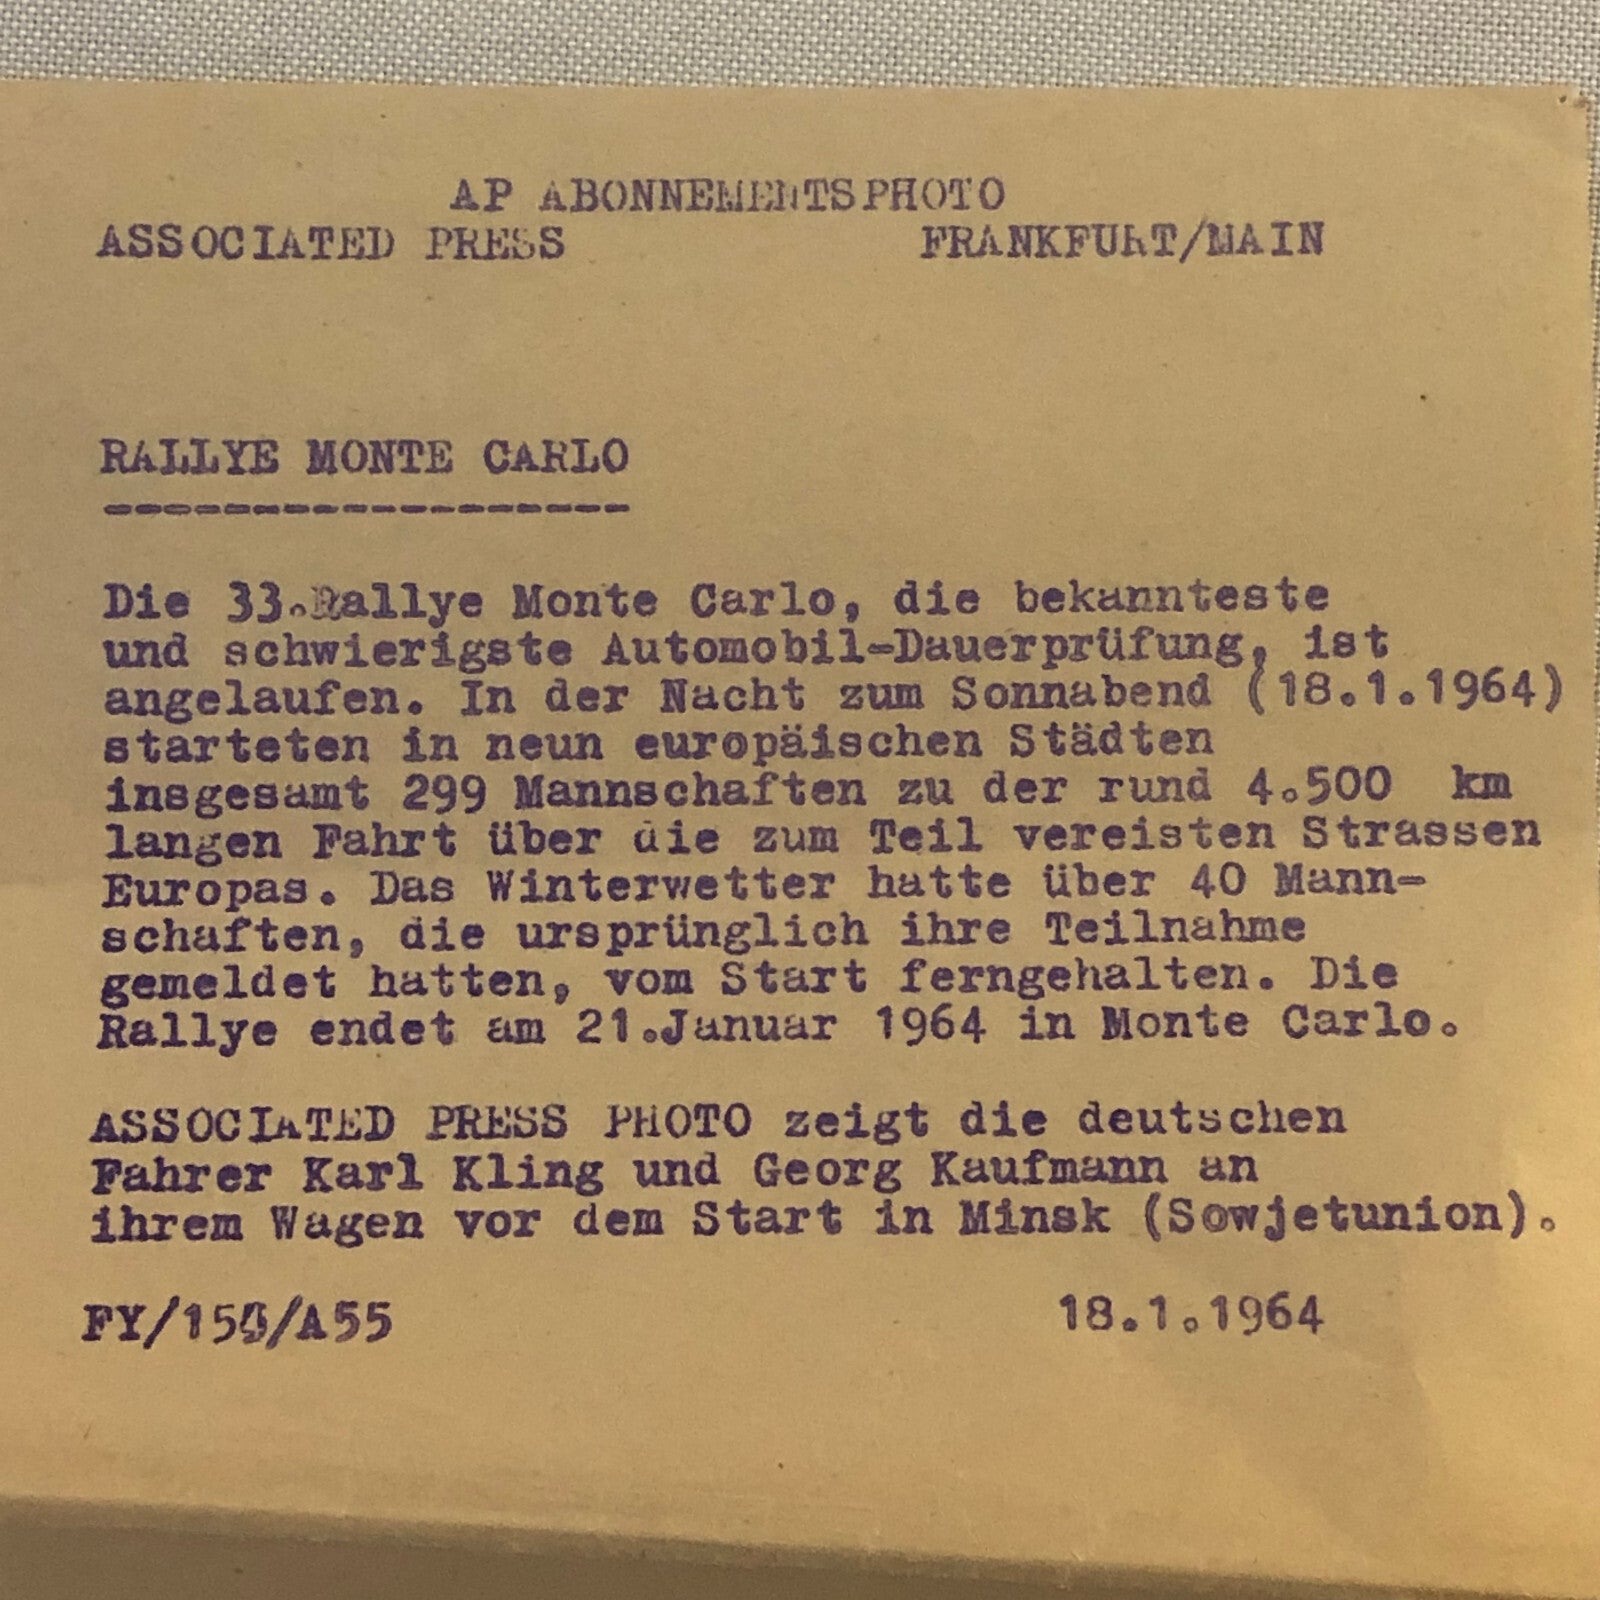 AP ABONNEMENTSPHOTO
ASSOCIATED PRESS FRANKFURT/MAIN
RALLYE MONTE CARLO
------------------
Die 33.Rallye Monte Carlo, die bekannteste
und schwierigste Automobil-Dauerprüfung, ist
angelaufen. In der Nacht zum Sonnabend (18.1.1964)
starteten in neun europäischen Städten
insgesamt 299 Mannschaften zu der rund 4.500 km
langen Fahrt über die zum Teil vereisten Strassen
Europas. Das Winterwetter hatte über 40 Mann-
schaften, die ursprünglich ihre Teilnahme
gemeldet hatten, vom Start ferngehalten. Die
Rallye endet am 21.Januar 1964 in Monte Carlo.
ASSOCIATED PRESS PHOTO zeigt die deutschen
Fahrer Karl Kling und Georg Kaufmann an
ihrem Wagen vor dem Start in Minsk (Sowjetunion).
18.1.1964